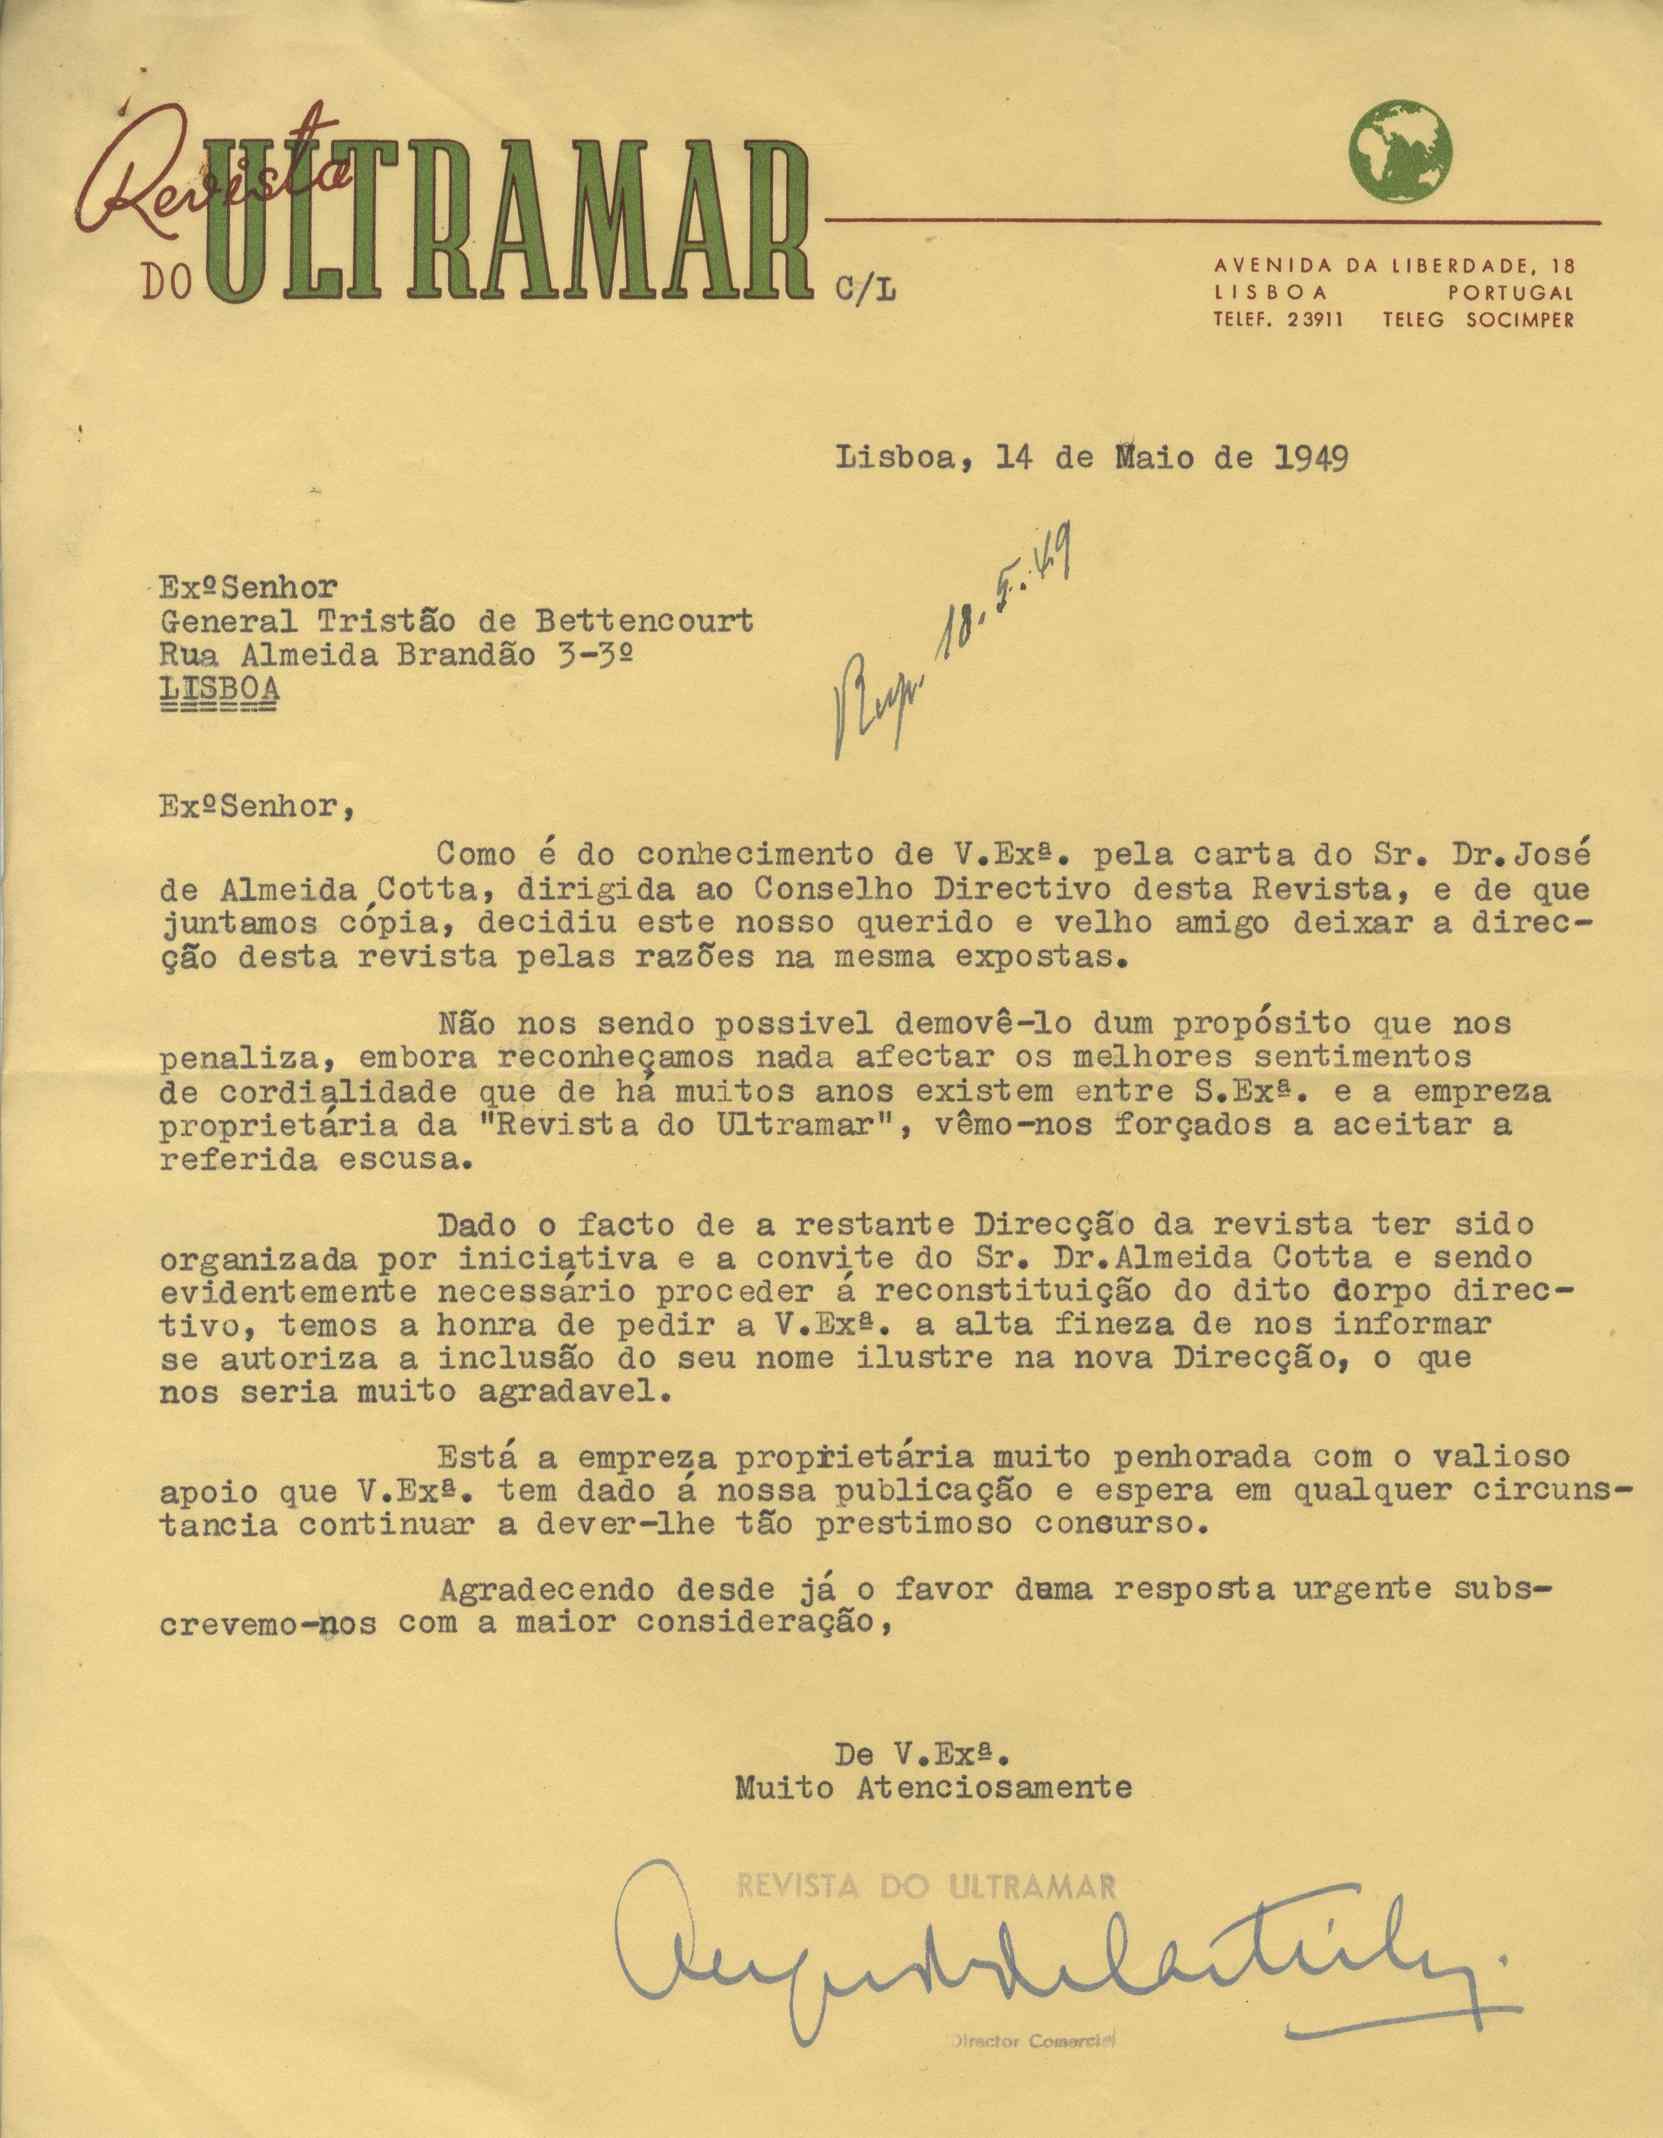 Revista
DO ULTRAMAR C/L
AVENIDA DA LIBERDADE, 18
LISBOA PORTUGAL
TELEF. 23911 TELEG SOCIMPER
Lisboa, 14 de Maio de 1949
Resp. 18.5.49
ExºSenhor
General Tristão de Bettencourt
Rua Almeida Brandão 3-3º
LISBOA
ExºSenhor,
Como é do conhecimento de V.Exª. pela carta do Sr. Dr.José
de Almeida Cotta, dirigida ao Conselho Directivo desta Revista, e de que
juntamos cópia, decidiu este nosso querido e velho amigo deixar a direc-
ção desta revista pelas razões na mesma expostas.
Não nos sendo possivel demovê-lo dum propósito que nos
penaliza, embora reconheçamos nada afectar os melhores sentimentos
de cordialidade que de há muitos anos existem entre S.Exª. e a empreza
proprietária da "Revista do Ultramar", vêmo-nos forçados a aceitar a
referida escusa.
Dado o facto de a restante Direcção da revista ter sido
organizada por iniciativa e a convite do Sr. Dr.Almeida Cotta e sendo
evidentemente necessário proceder á reconstituição do dito dorpo direc-
tivo, temos a honra de pedir a V.Exª. a alta fineza de nos informar
se autoriza a inclusão do seu nome ilustre na nova Direcção, o que
nos seria muito agradavel.
Está a empreza proprietária muito penhorada com o valioso
apoio que V.Exª. tem dado á nossa publicação e espera em qualquer circuns-
tancia continuar a dever-lhe tão prestimoso concurso.
Agradecendo desde já o favor duma resposta urgente subs-
crevemo-nos com a maior consideração,
De V.Exª.
Muito Atenciosamente
REVISTA DO ULTRAMAR
Director Comercial